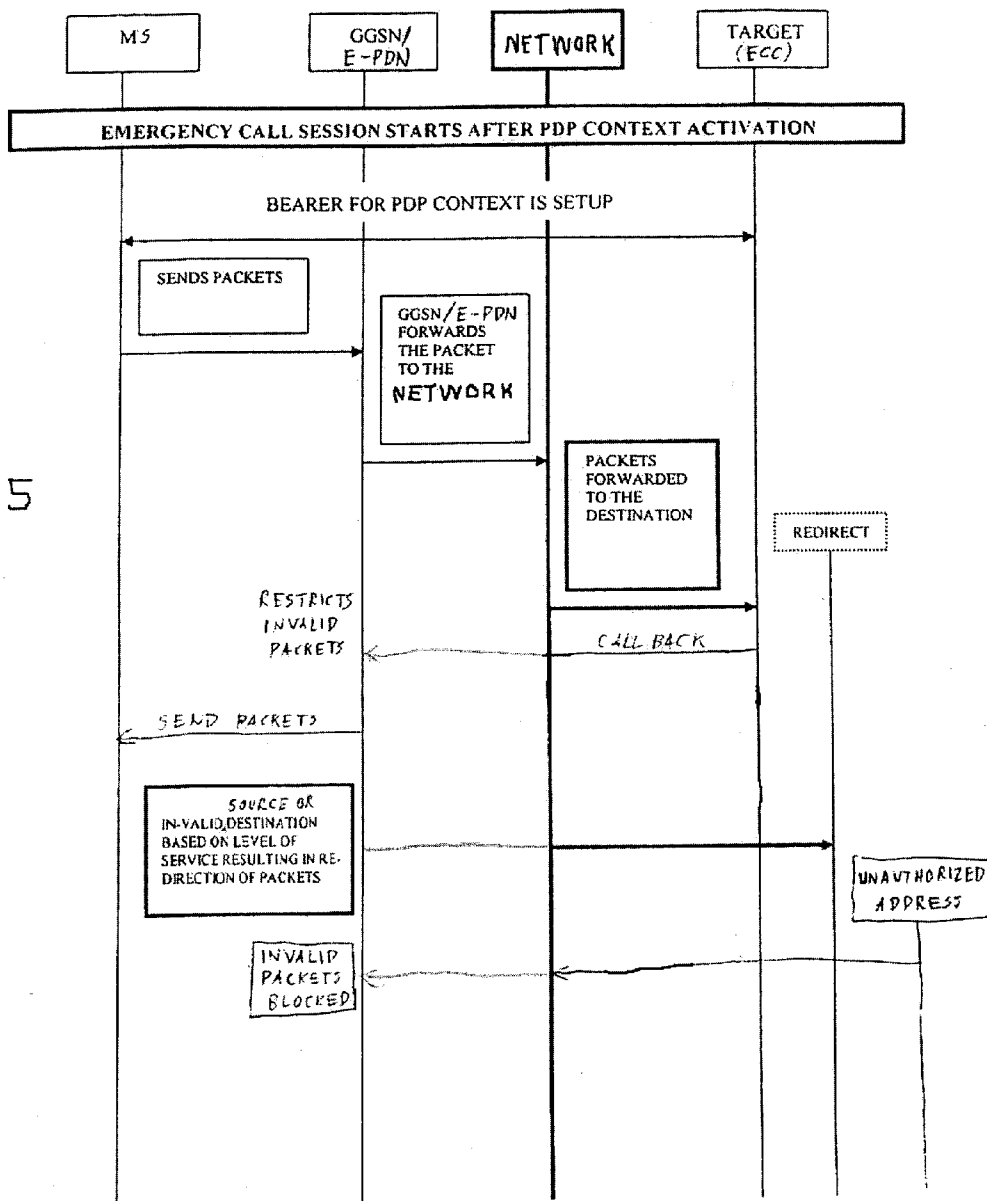 MS
GGSN/
E-PDN
NETWORK
TARGET
(ECC)
EMERGENCY CALL SESSION STARTS AFTER PDP CONTEXT ACTIVATION
BEARER FOR PDP CONTEXT IS SETUP
SENDS PACKETS
GGSN/E-PDN
FORWARDS
THE PACKET
TO THE
NETWORK
PACKETS
FORWARDED
TO THE
DESTINATION
5
REDIRECT
RESTRICTS
INVALID
PACKETS
CALL BACK
SEND PACKETS
SOURCE OR
IN-VALID DESTINATION
BASED ON LEVEL OF
SERVICE RESULTING IN RE-
DIRECTION OF PACKETS
UNAUTHORIZED
ADDRESS
INVALID
PACKETS
BLOCKED